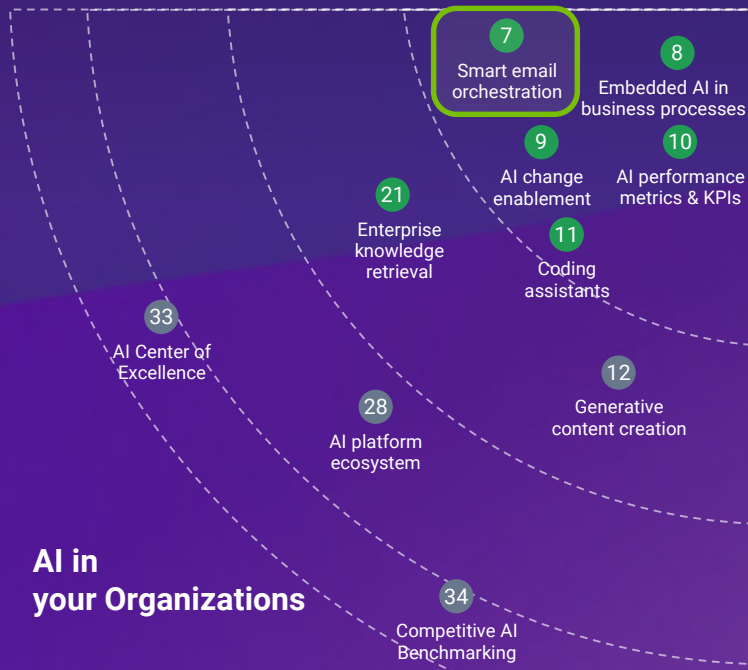 7
Smart email
orchestration
8
Embedded AI in
business processes
9
AI change
enablement
10
AI performance
metrics & KPIs
21
Enterprise
knowledge
retrieval
11
Coding
assistants
33
AI Center of
Excellence
12
Generative
content creation
28
AI platform
ecosystem
AI in
your Organizations
34
Competitive AI
Benchmarking